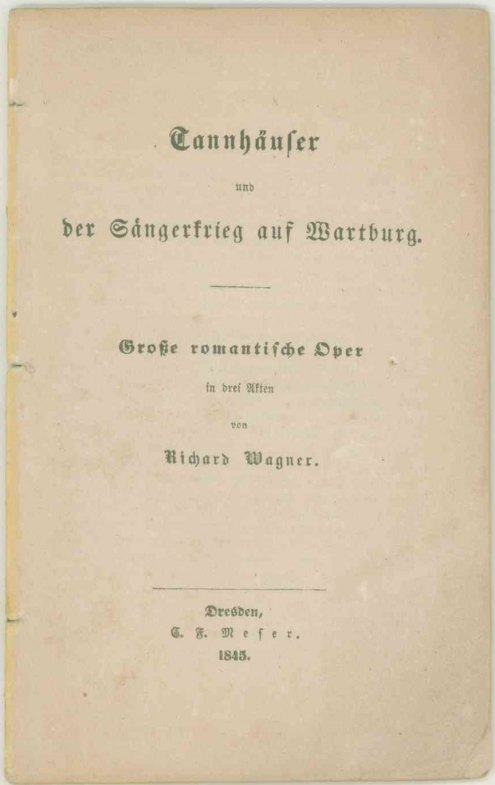 Tannhäuser
und
der Sängerkrieg auf Wartburg.
Große romantische Oper
in drei Akten
von
Richard Wagner.
Dresden,
C. F. Meser.
1845.